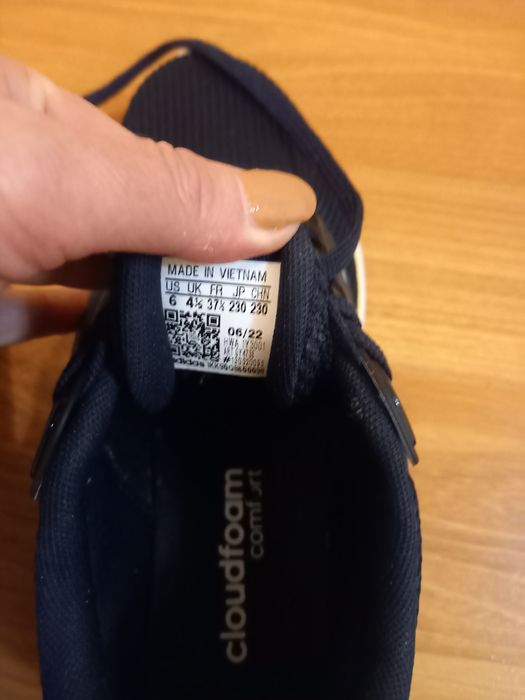 MADE IN VIETNAM
US UK FR JP CHN
6 4½ 37⅓ 230 230
06/22
adidas
cloudfoam
comfort